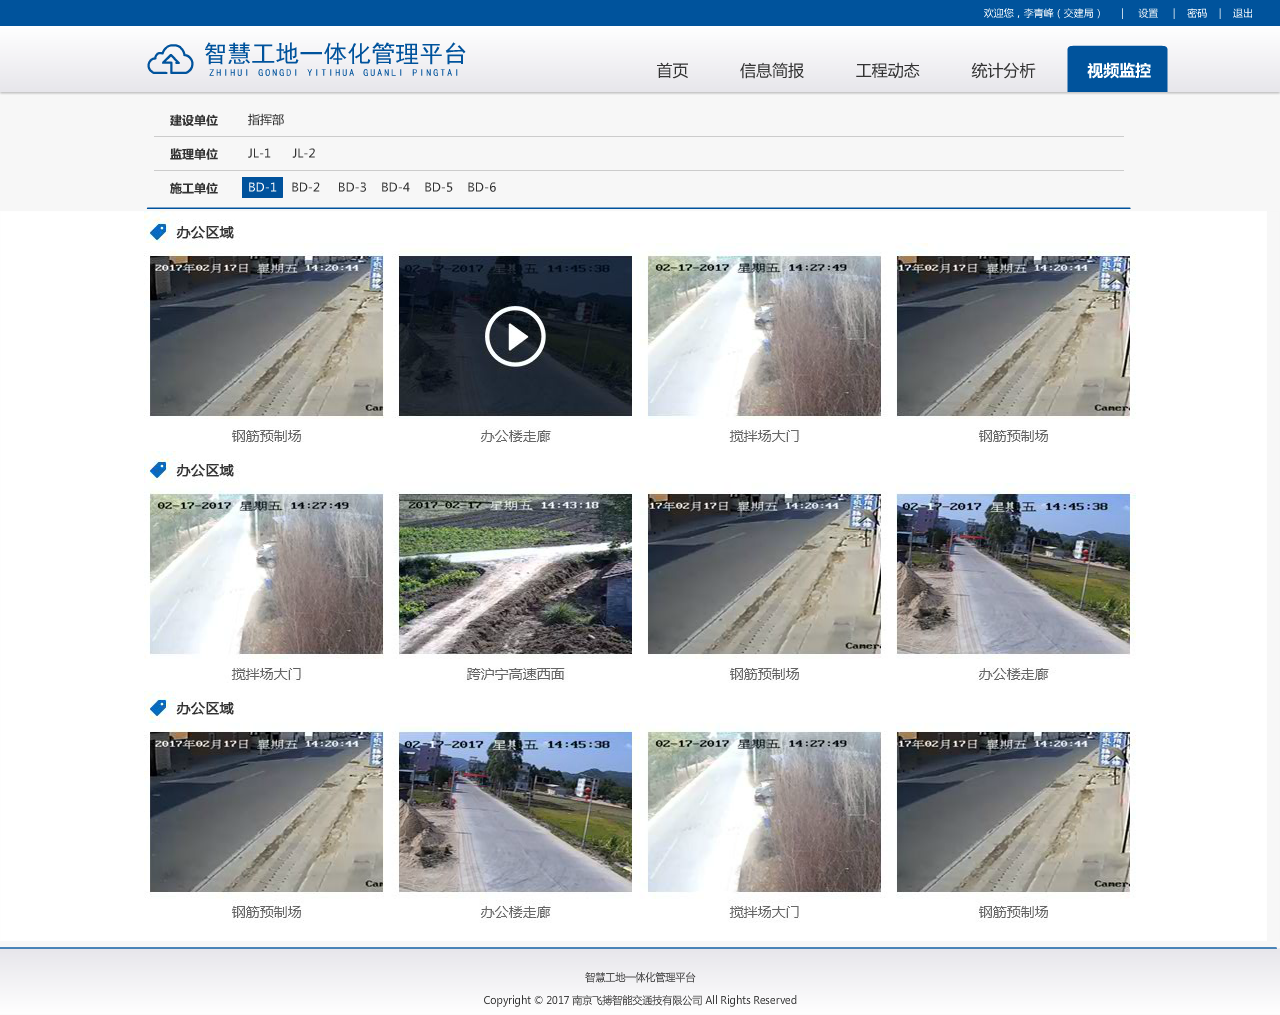 欢迎您，李青峰（交建局） | 设置 | 密码 | 退出
智慧工地一体化管理平台
ZHIHUI GONGDI YITIHUA GUANLI PINGTAI
首页 信息简报 工程动态 统计分析 视频监控
建设单位 指挥部
监理单位 JL-1 JL-2
施工单位 BD-1 BD-2 BD-3 BD-4 BD-5 BD-6
办公区域
2017年02月17日 星期五 14:20:44
02-17-2017 星期五 14:45:38
02-17-2017 星期五 14:27:49
17年02月17日 星期五 14:20:44
Cam
Camera
钢筋预制场 办公楼走廊 搅拌场大门 钢筋预制场
办公区域
02-17-2017 星期五 14:27:49
2017-02-17 星期五 14:43:18
17年02月17日 星期五 14:20:44
02-17-2017 星期五 14:45:38
Camera
搅拌场大门 跨沪宁高速西面 钢筋预制场 办公楼走廊
办公区域
2017年02月17日 星期五 14:20:44
02-17-2017 星期五 14:45:38
02-17-2017 星期五 14:27:49
17年02月17日 星期五 14:20:44
Cam
Camera
钢筋预制场 办公楼走廊 搅拌场大门 钢筋预制场
智慧工地一体化管理平台
Copyright © 2017 南京飞搏智能交通技有限公司 All Rights Reserved